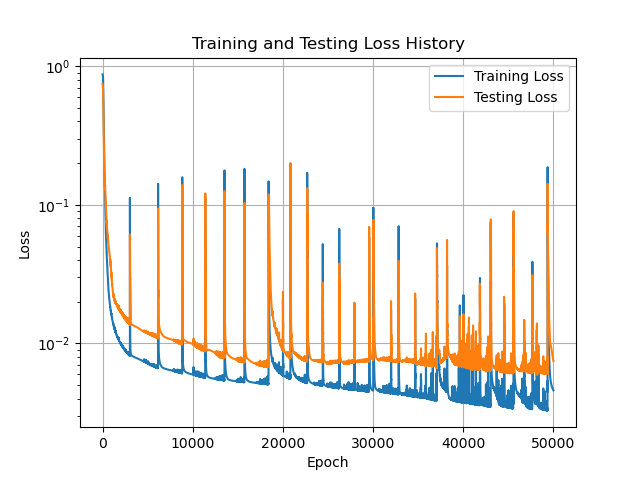 Training and Testing Loss History
Training Loss
Testing Loss
10⁰
10⁻¹
10⁻²
Loss
0 10000 20000 30000 40000 50000
Epoch